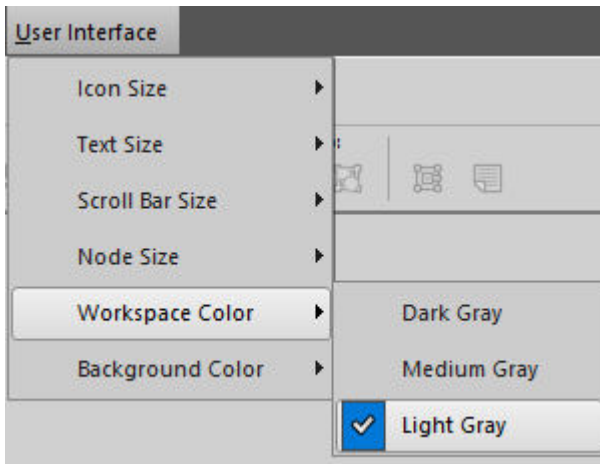 User Interface
Icon Size
Text Size
Scroll Bar Size
Node Size
Workspace Color
Background Color
Dark Gray
Medium Gray
Light Gray